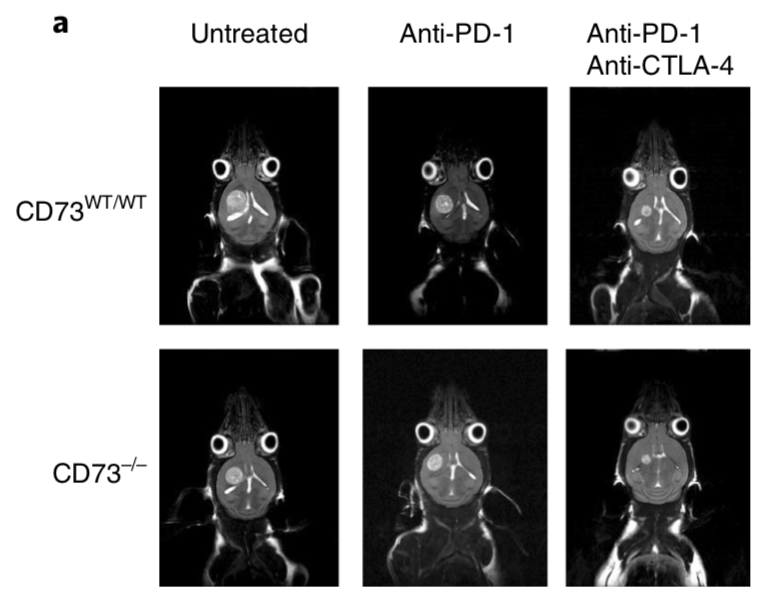 a
Untreated
Anti-PD-1
Anti-PD-1
Anti-CTLA-4
CD73WT/WT
CD73–/–